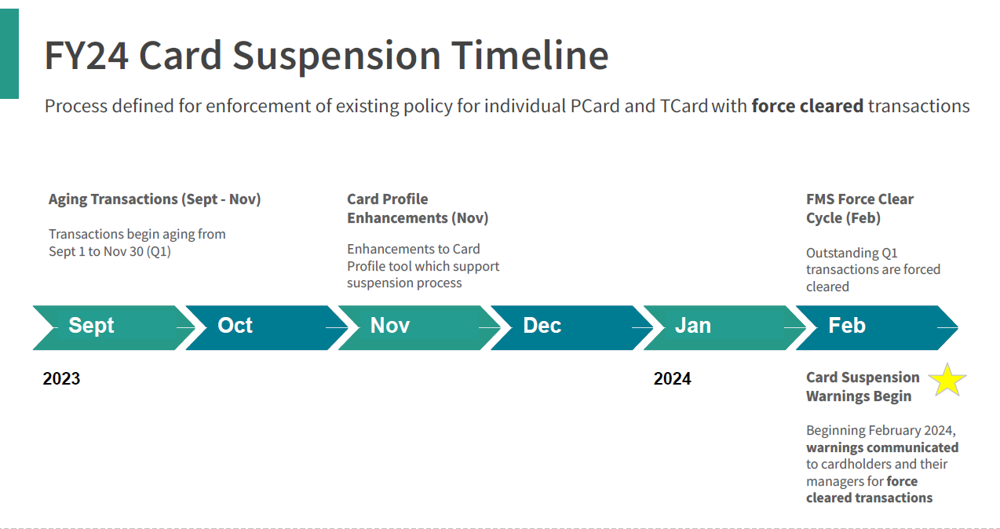 FY24 Card Suspension Timeline
Process defined for enforcement of existing policy for individual PCard and TCard with force cleared transactions
Aging Transactions (Sept - Nov)
Transactions begin aging from
Sept 1 to Nov 30 (Q1)
Card Profile
Enhancements (Nov)
Enhancements to Card
Profile tool which support
suspension process
FMS Force Clear
Cycle (Feb)
Outstanding Q1
transactions are forced
cleared
Sept
Oct
Nov
Dec
Jan
Feb
2023
2024
Card Suspension
Warnings Begin
Beginning February 2024,
warnings communicated
to cardholders and their
managers for force
cleared transactions